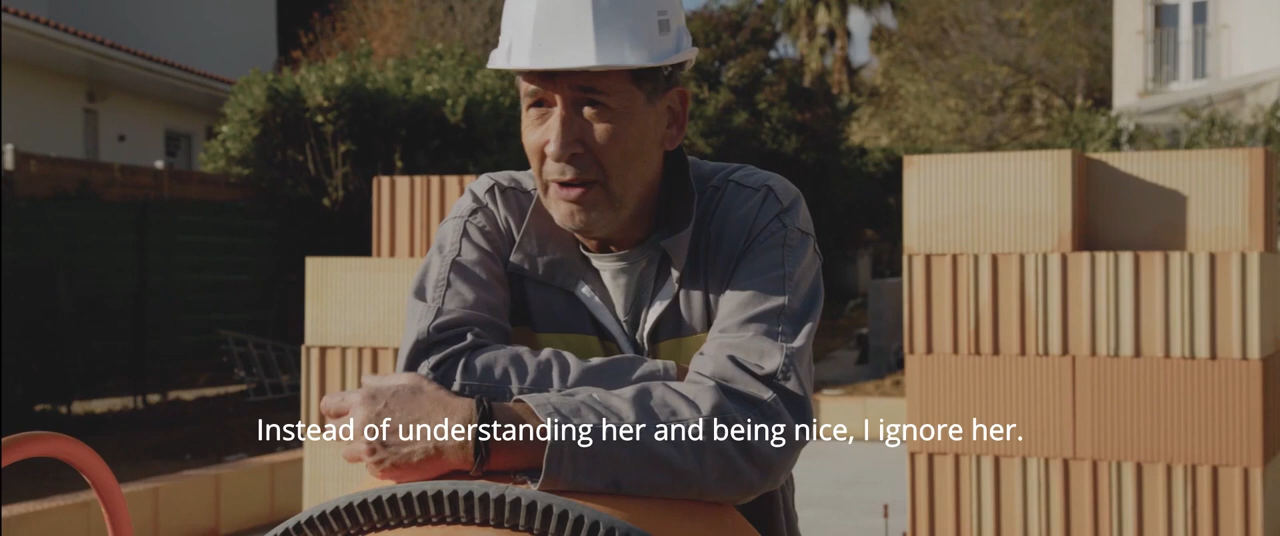 Instead of understanding her and being nice, I ignore her.